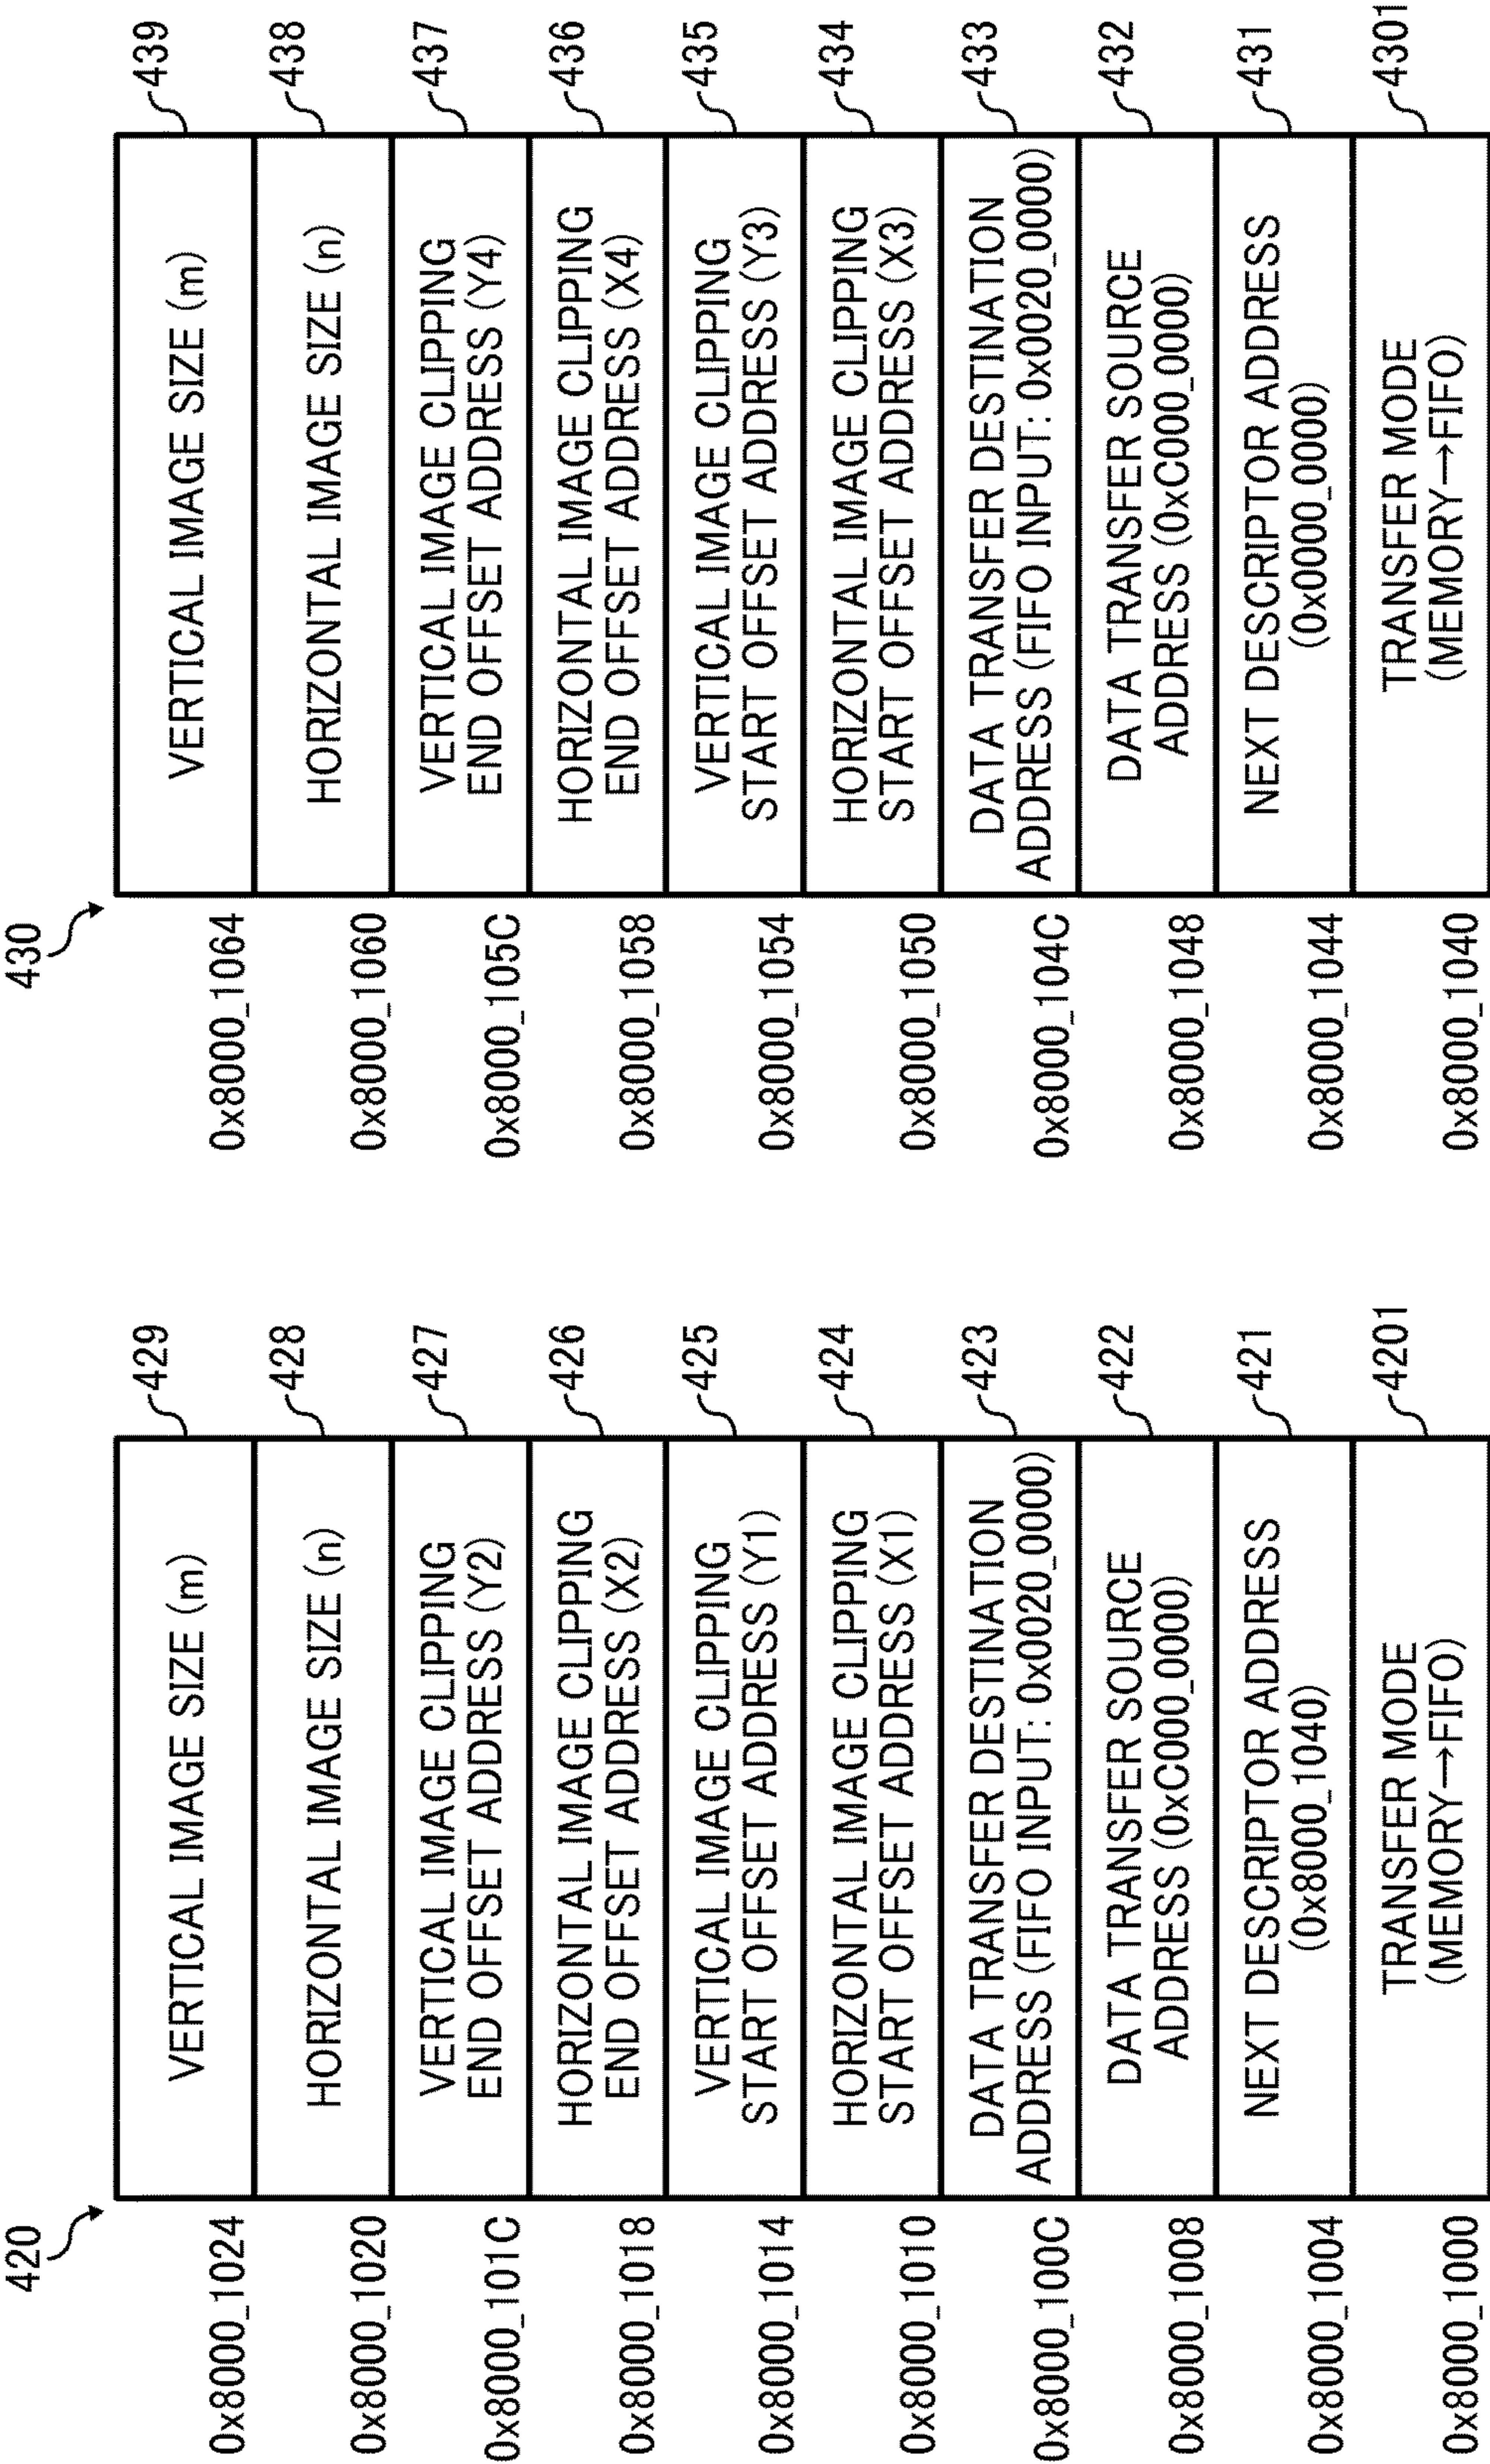 420
0x8000_1024
VERTICAL IMAGE SIZE (m)
429
0x8000_1020
HORIZONTAL IMAGE SIZE (n)
428
0x8000_101C
VERTICAL IMAGE CLIPPING
END OFFSET ADDRESS (Y2)
427
0x8000_1018
HORIZONTAL IMAGE CLIPPING
END OFFSET ADDRESS (X2)
426
0x8000_1014
VERTICAL IMAGE CLIPPING
START OFFSET ADDRESS (Y1)
425
0x8000_1010
HORIZONTAL IMAGE CLIPPING
START OFFSET ADDRESS (X1)
424
0x8000_100C
DATA TRANSFER DESTINATION
ADDRESS (FIFO INPUT: 0x0020_0000)
423
0x8000_1008
DATA TRANSFER SOURCE
ADDRESS (0xC000_0000)
422
0x8000_1004
NEXT DESCRIPTOR ADDRESS
(0x8000_1040)
421
0x8000_1000
TRANSFER MODE
(MEMORY→FIFO)
4201
430
0x8000_1064
VERTICAL IMAGE SIZE (m)
439
0x8000_1060
HORIZONTAL IMAGE SIZE (n)
438
0x8000_105C
VERTICAL IMAGE CLIPPING
END OFFSET ADDRESS (Y4)
437
0x8000_1058
HORIZONTAL IMAGE CLIPPING
END OFFSET ADDRESS (X4)
436
0x8000_1054
VERTICAL IMAGE CLIPPING
START OFFSET ADDRESS (Y3)
435
0x8000_1050
HORIZONTAL IMAGE CLIPPING
START OFFSET ADDRESS (X3)
434
0x8000_104C
DATA TRANSFER DESTINATION
ADDRESS (FIFO INPUT: 0x0020_0000)
433
0x8000_1048
DATA TRANSFER SOURCE
ADDRESS (0xC000_0000)
432
0x8000_1044
NEXT DESCRIPTOR ADDRESS
(0x0000_0000)
431
0x8000_1040
TRANSFER MODE
(MEMORY→FIFO)
4301